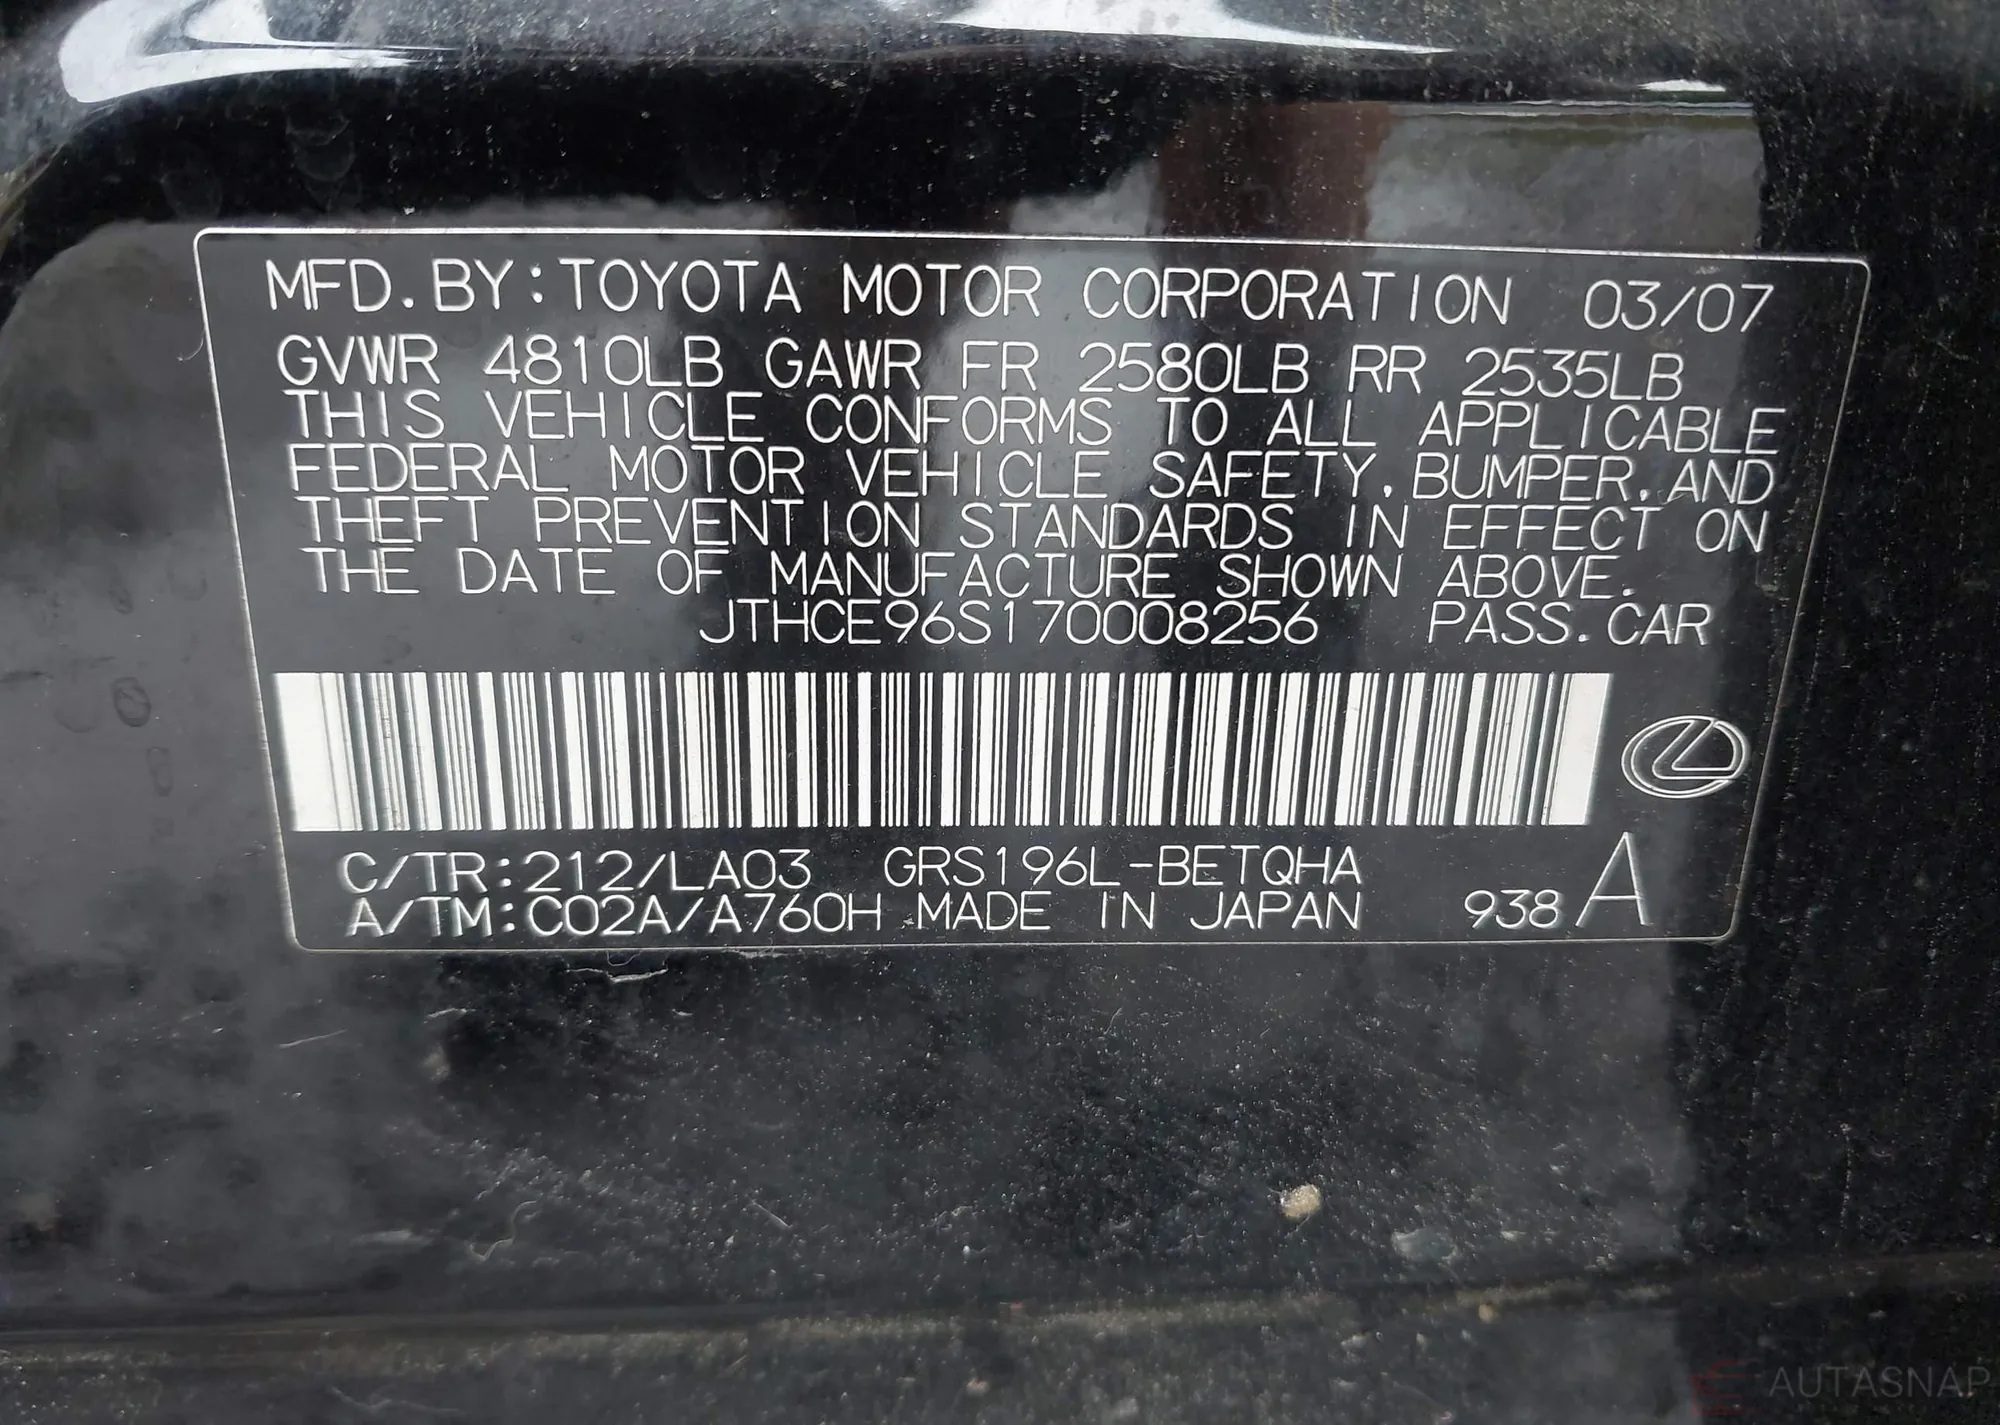 MFD. BY: TOYOTA MOTOR CORPORATION 03/07
GVWR 4810LB GAWR FR 2580LB RR 2535LB
THIS VEHICLE CONFORMS TO ALL APPLICABLE
FEDERAL MOTOR VEHICLE SAFETY, BUMPER, AND
THEFT PREVENTION STANDARDS IN EFFECT ON
THE DATE OF MANUFACTURE SHOWN ABOVE.
JTHCE96S170008256 PASS. CAR
C/TR: 212/LA03 GRS196L-BETQHA
A/TM: C02A/A760H MADE IN JAPAN 938 A
AUTASNAP